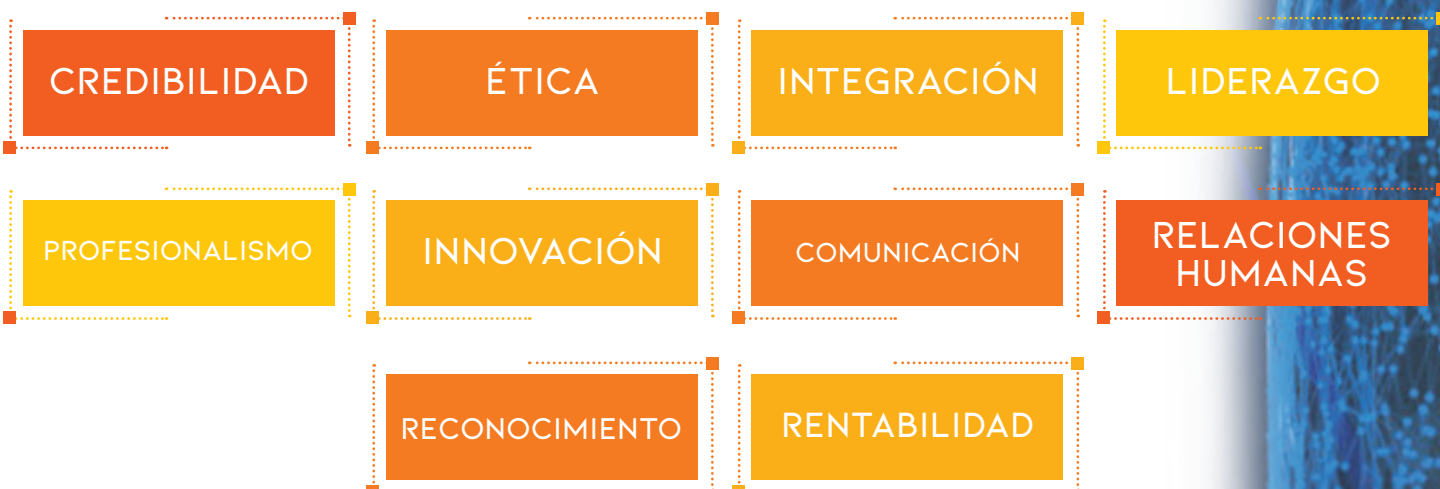 CREDIBILIDAD
ÉTICA
INTEGRACIÓN
LIDERAZGO
PROFESIONALISMO
INNOVACIÓN
COMUNICACIÓN
RELACIONES
HUMANAS
RECONOCIMIENTO
RENTABILIDAD